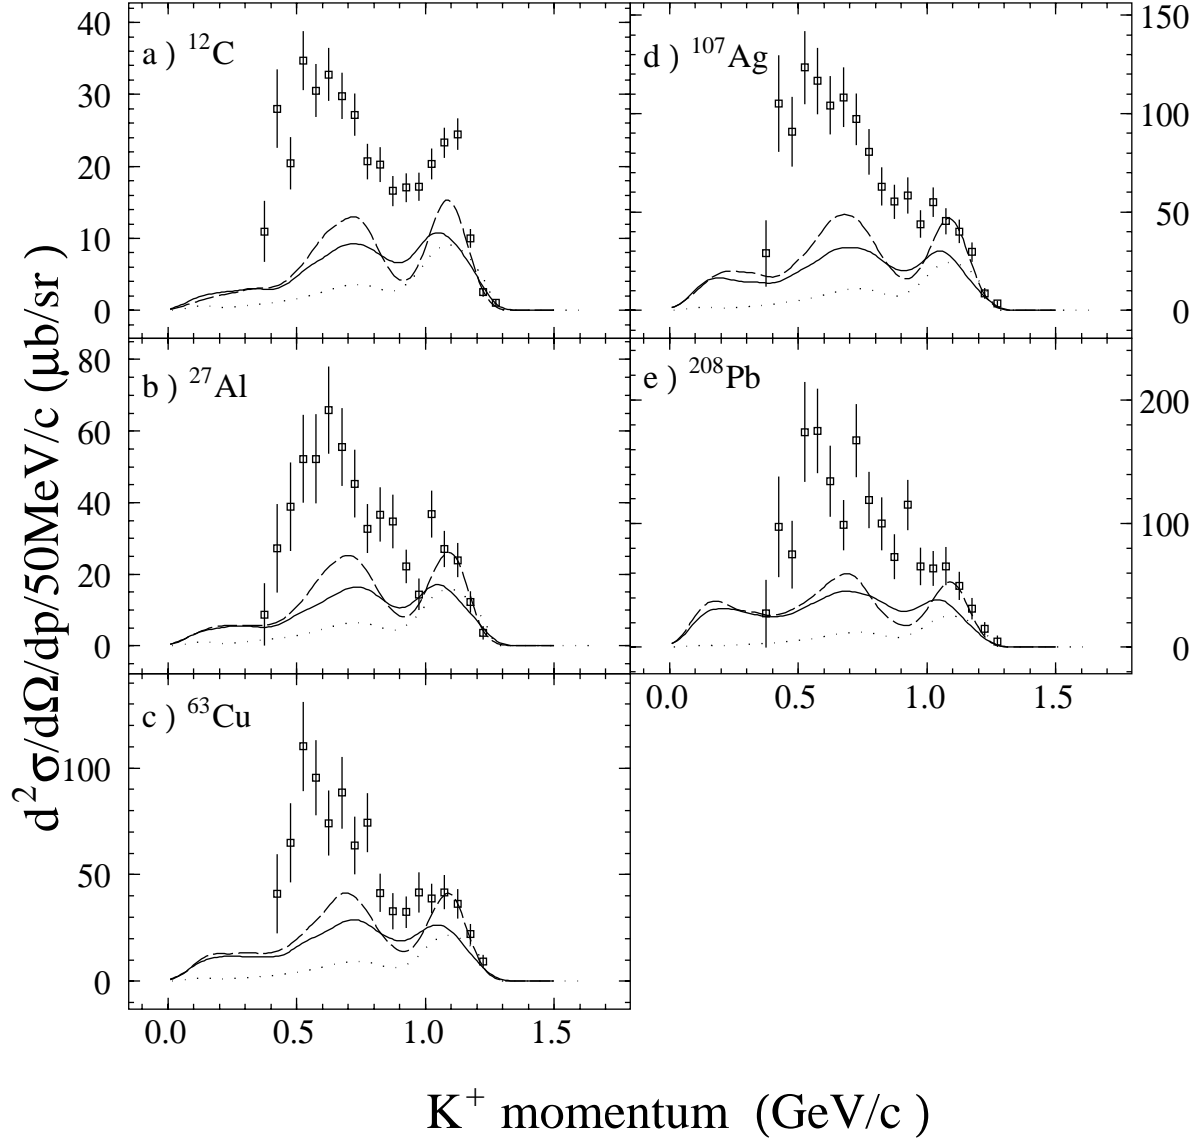 40
30
20
10
0
a ) ¹²C
150
100
50
0
d ) ¹⁰⁷Ag
80
60
40
20
0
b ) ²⁷Al
200
100
0
e ) ²⁰⁸Pb
0.0 0.5 1.0 1.5
100
50
0
c ) ⁶³Cu
0.0 0.5 1.0 1.5
d²σ/dΩ/dp/50MeV/c (μb/sr )
K⁺ momentum (GeV/c )